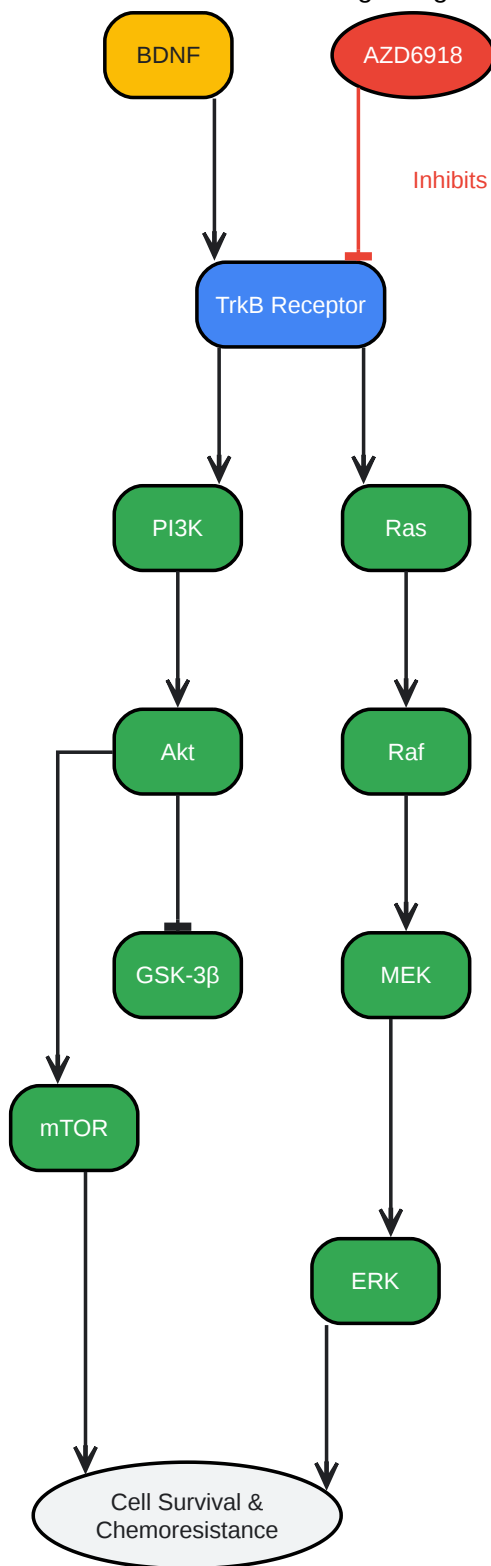 BDNF
AZD6918
Inhibits
TrkB Receptor
PI3K
Ras
Akt
Raf
GSK-3β
MEK
mTOR
ERK
Cell Survival &
Chemoresistance